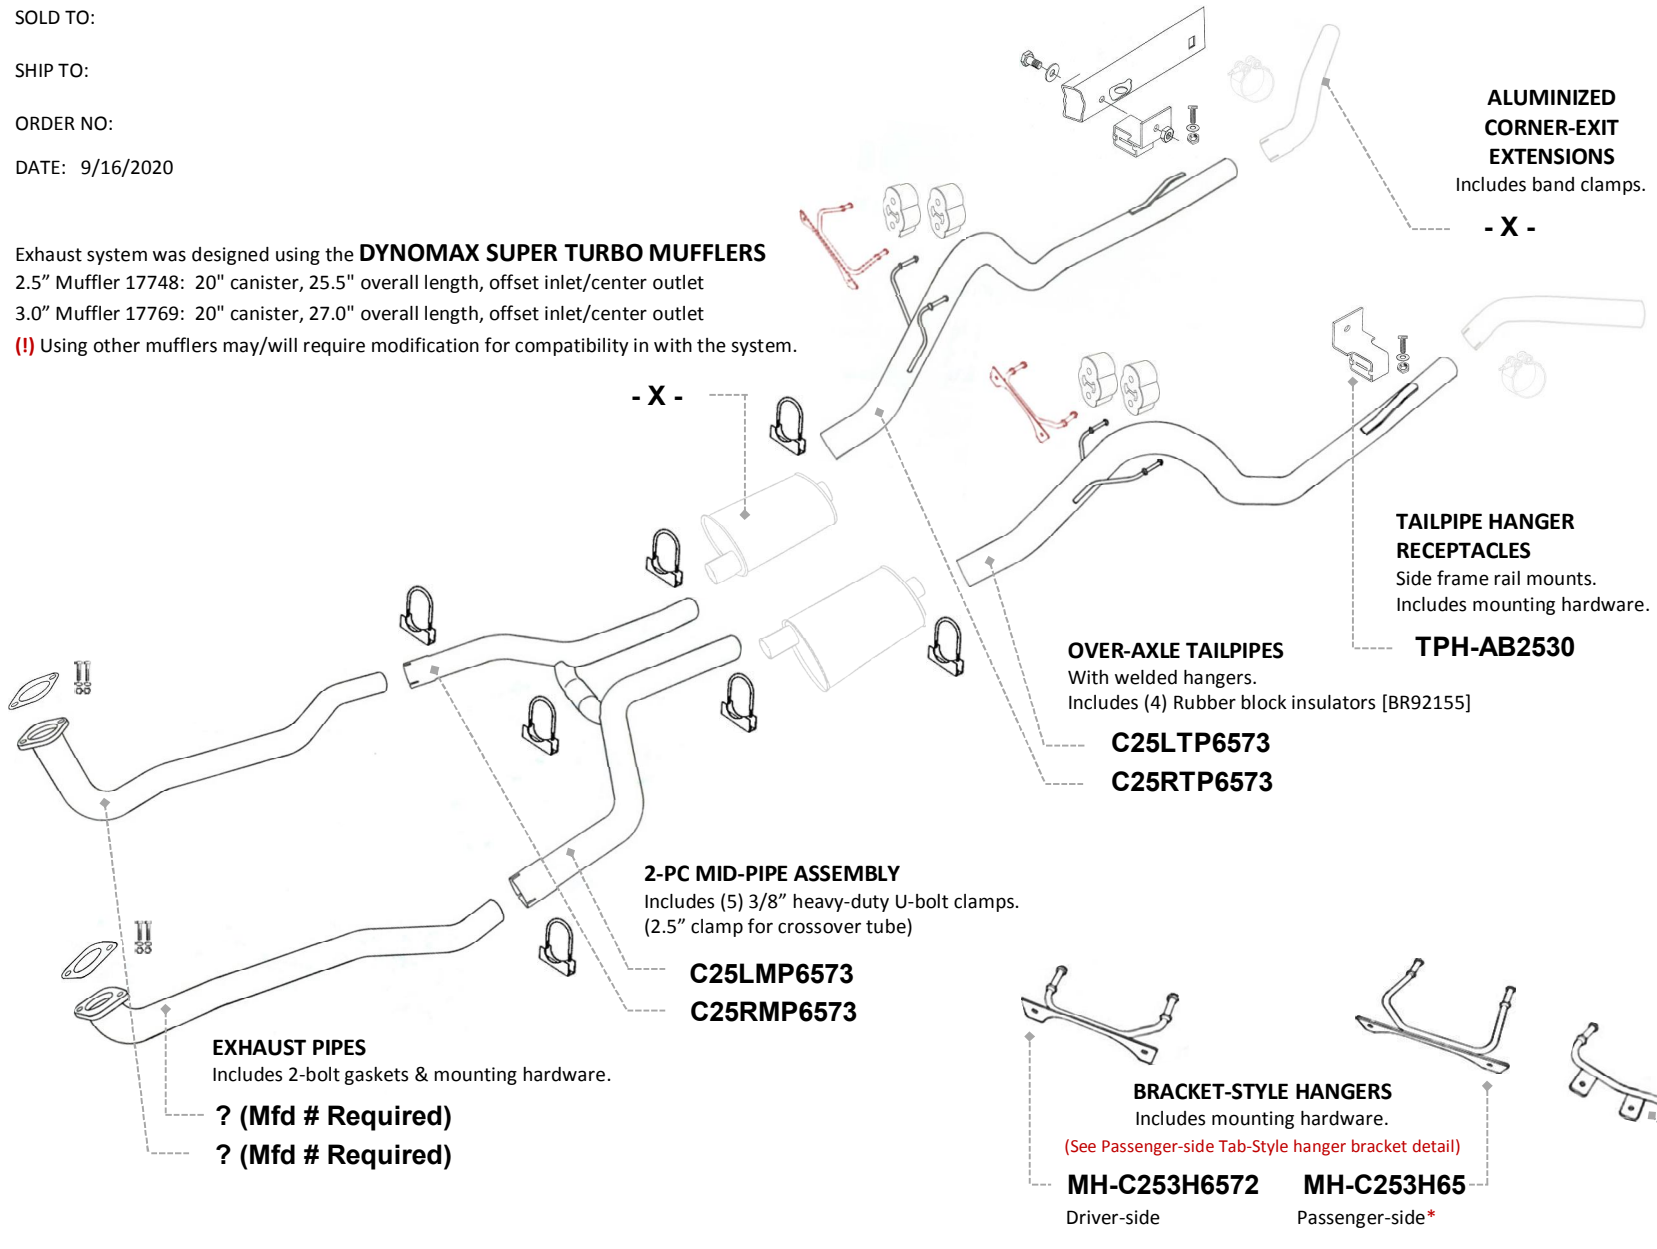 SOLD TO:
SHIP TO:
ORDER NO:
DATE: 9/16/2020
Exhaust system was designed using the DYNOMAX SUPER TURBO MUFFLERS
2.5” Muffler 17748: 20" canister, 25.5" overall length, offset inlet/center outlet
3.0” Muffler 17769: 20" canister, 27.0" overall length, offset inlet/center outlet
(!) Using other mufflers may/will require modification for compatibility in with the system.
- X -
ALUMINIZED
CORNER-EXIT
EXTENSIONS
Includes band clamps.
- X -
TAILPIPE HANGER
RECEPTACLES
Side frame rail mounts.
Includes mounting hardware.
TPH-AB2530
OVER-AXLE TAILPIPES
With welded hangers.
Includes (4) Rubber block insulators [BR92155]
C25LTP6573
C25RTP6573
2-PC MID-PIPE ASSEMBLY
Includes (5) 3/8” heavy-duty U-bolt clamps.
(2.5” clamp for crossover tube)
C25LMP6573
C25RMP6573
EXHAUST PIPES
Includes 2-bolt gaskets & mounting hardware.
? (Mfd # Required)
? (Mfd # Required)
BRACKET-STYLE HANGERS
Includes mounting hardware.
(See Passenger-side Tab-Style hanger bracket detail)
MH-C253H6572 MH-C253H65
Driver-side Passenger-side*